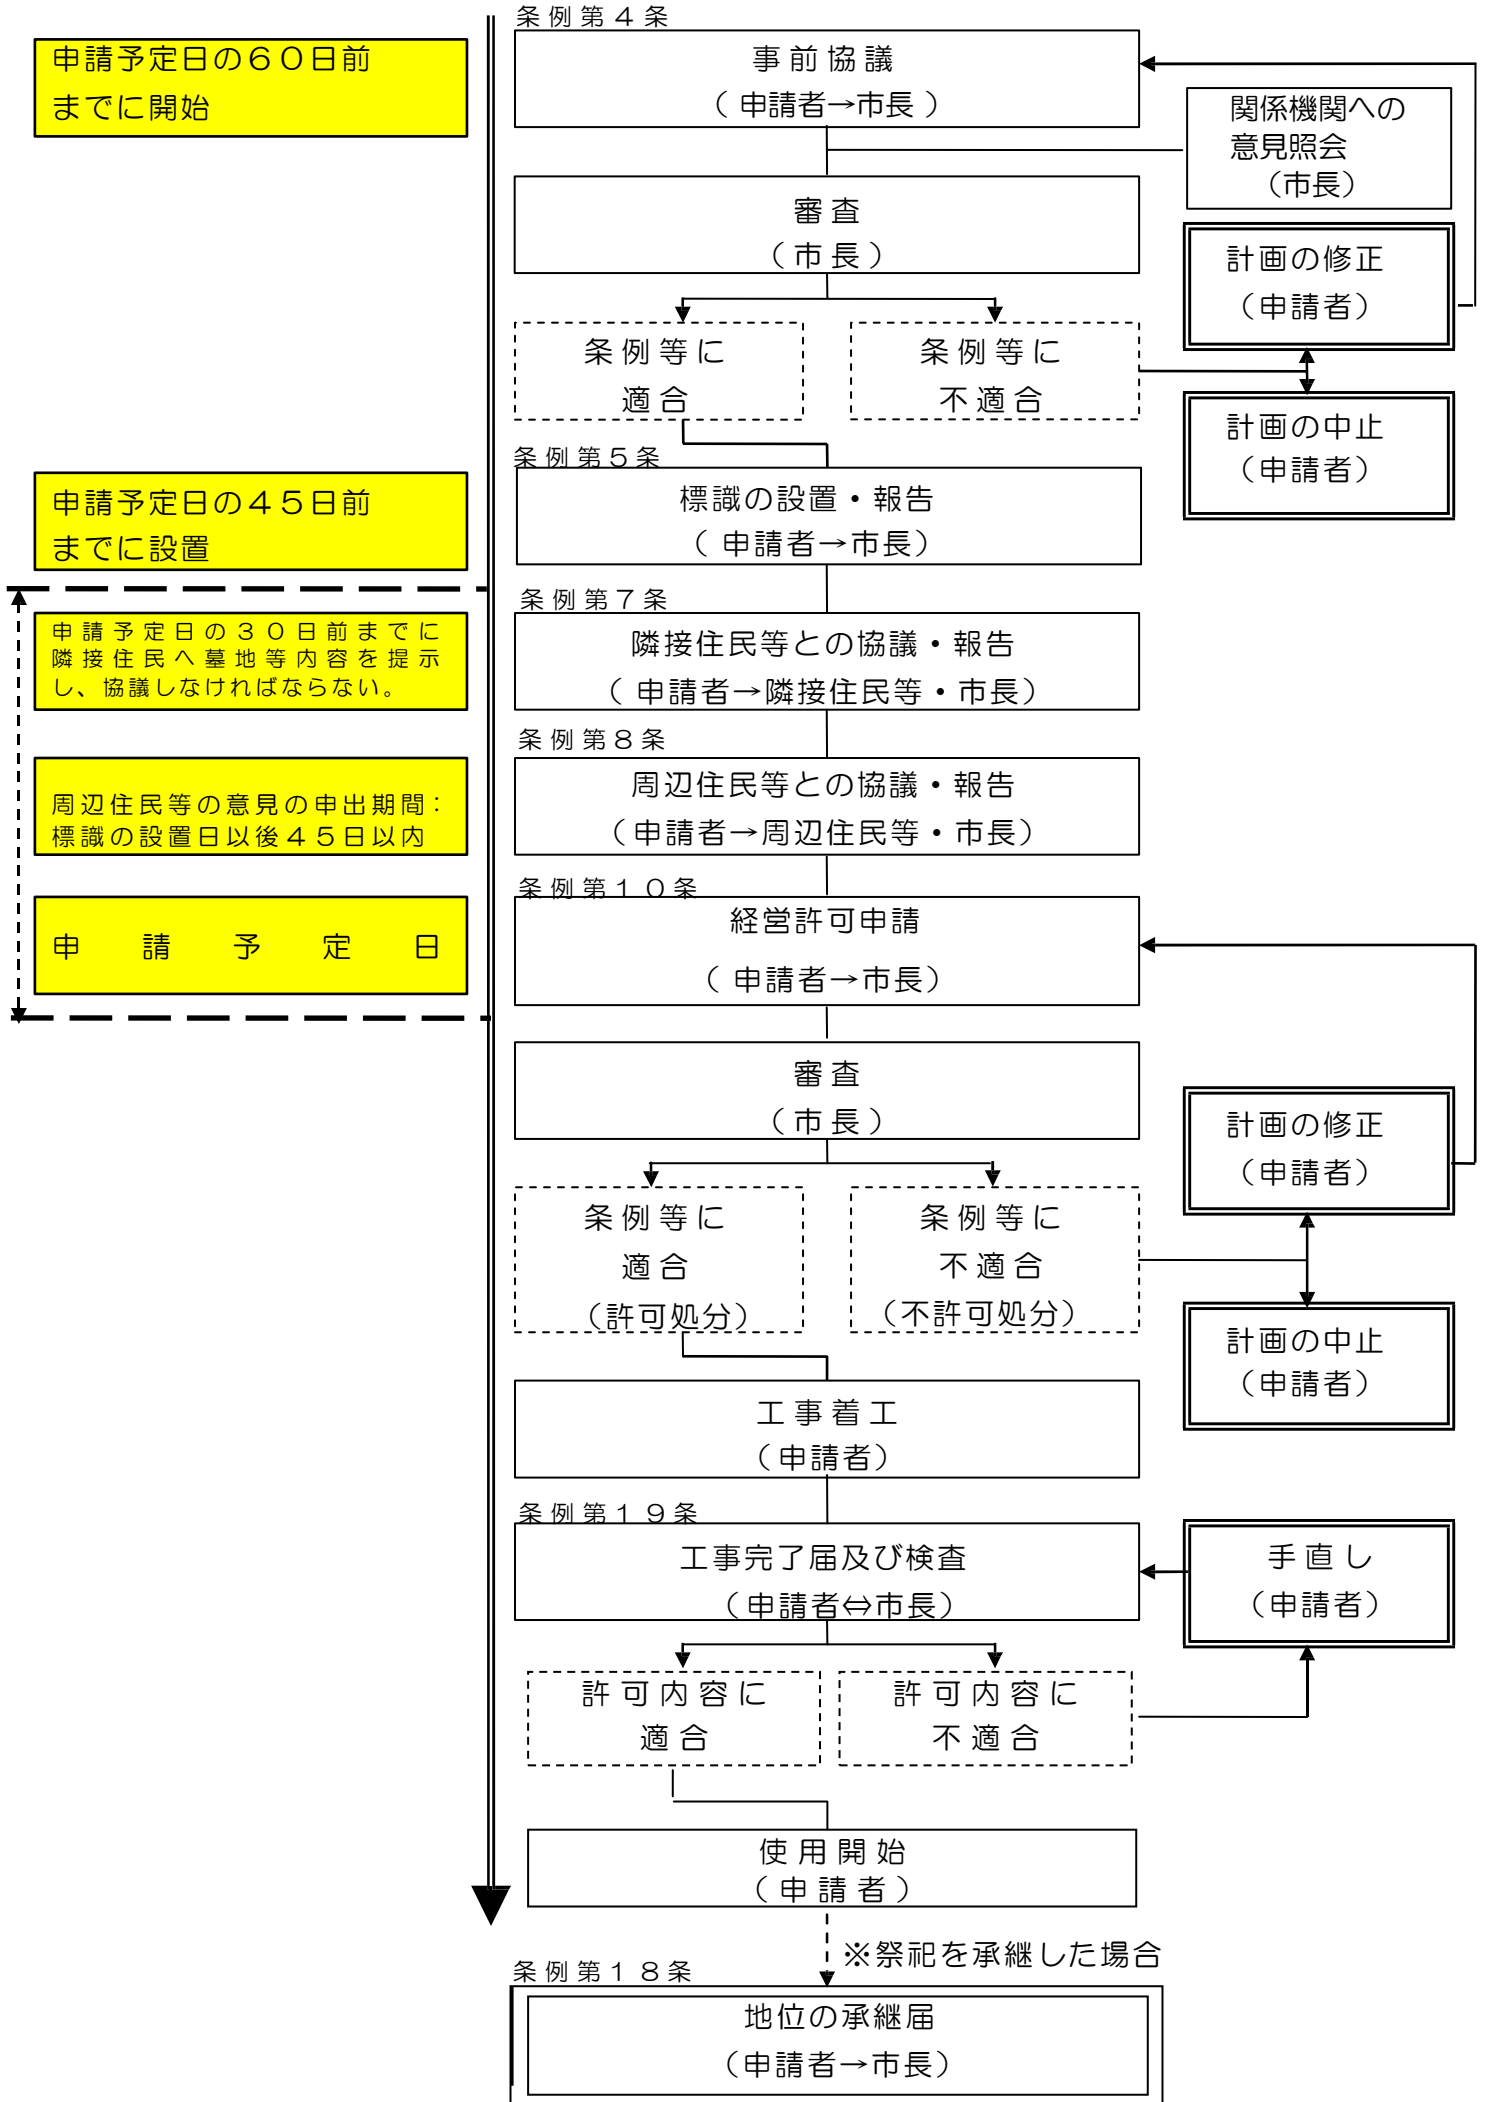 条例第４条
申請予定日の６０日前
までに開始
事前協議
（ 申請者→市長 ）
関係機関への
意見照会
（市長）
審査
（市長）
計画の修正
（申請者）
条例等に
適合
条例等に
不適合
計画の中止
（申請者）
条例第５条
申請予定日の４５日前
までに設置
標識の設置・報告
（ 申請者→市長）
条例第７条
申請予定日の３０日前までに
隣接住民へ墓地等内容を提示
し、協議しなければならない。
隣接住民等との協議・報告
（ 申請者→隣接住民等・市長）
条例第８条
周辺住民等の意見の申出期間：
標識の設置日以後４５日以内
周辺住民等との協議・報告
（申請者→周辺住民等・市長）
条例第１０条
申請予定日
経営許可申請
（ 申請者→市長）
審査
（市長）
計画の修正
（申請者）
条例等に
適合
（許可処分）
条例等に
不適合
（不許可処分）
計画の中止
（申請者）
工事着工
（申請者）
条例第１９条
工事完了届及び検査
（申請者⇔市長）
手直し
（申請者）
許可内容に
適合
許可内容に
不適合
使用開始
（申請者）
※祭祀を承継した場合
条例第１８条
地位の承継届
（申請者→市長）